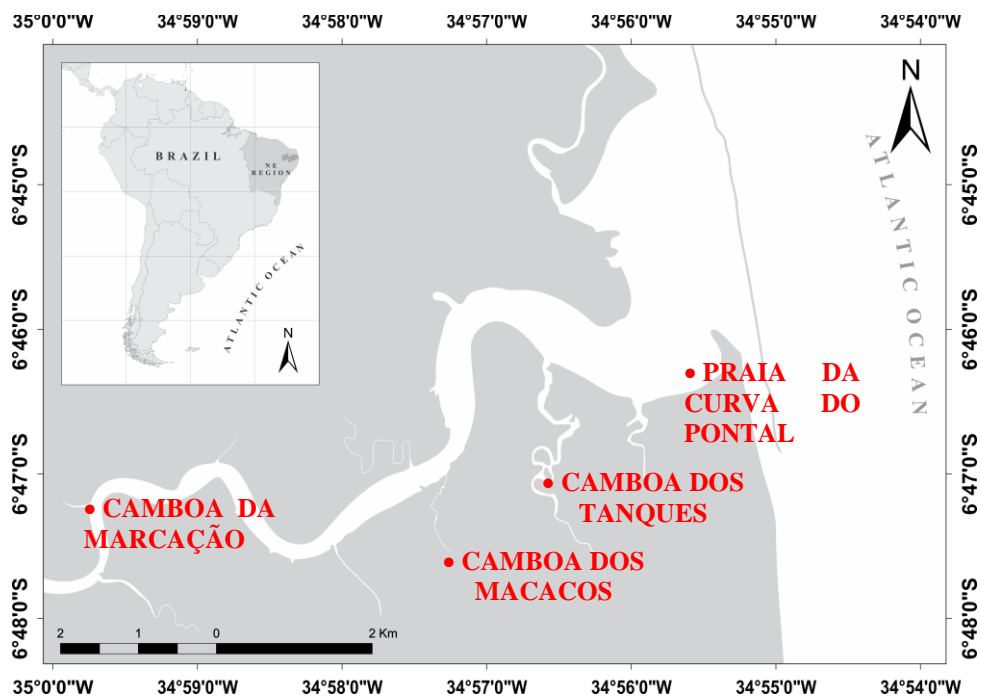 35°0'0"W 34°59'0"W 34°58'0"W 34°57'0"W 34°56'0"W 34°55'0"W 34°54'0"W
N
BRAZIL
NE
REGION
ATLANTIC OCEAN
N
ATLANTIC OCEAN
6°45'0"S 6°45'0"S
6°46'0"S 6°46'0"S
PRAIA DA
CURVA DO
PONTAL
6°47'0"S 6°47'0"S
CAMBOA DOS
TANQUES
CAMBOA DA
MARCAÇÃO
CAMBOA DOS
MACACOS
6°48'0"S 6°48'0"S
2 1 0 2 Km
35°0'0"W 34°59'0"W 34°58'0"W 34°57'0"W 34°56'0"W 34°55'0"W 34°54'0"W